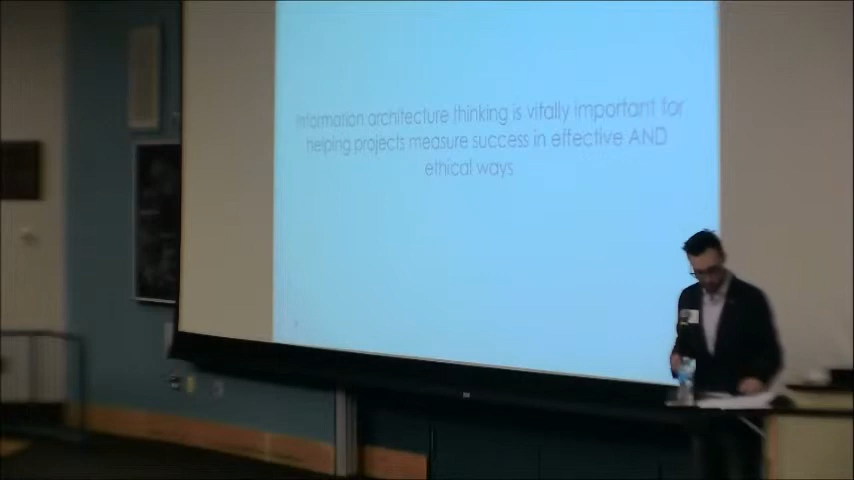 Information architecture thinking is vitally important for
helping projects measure success in effective AND
ethical ways